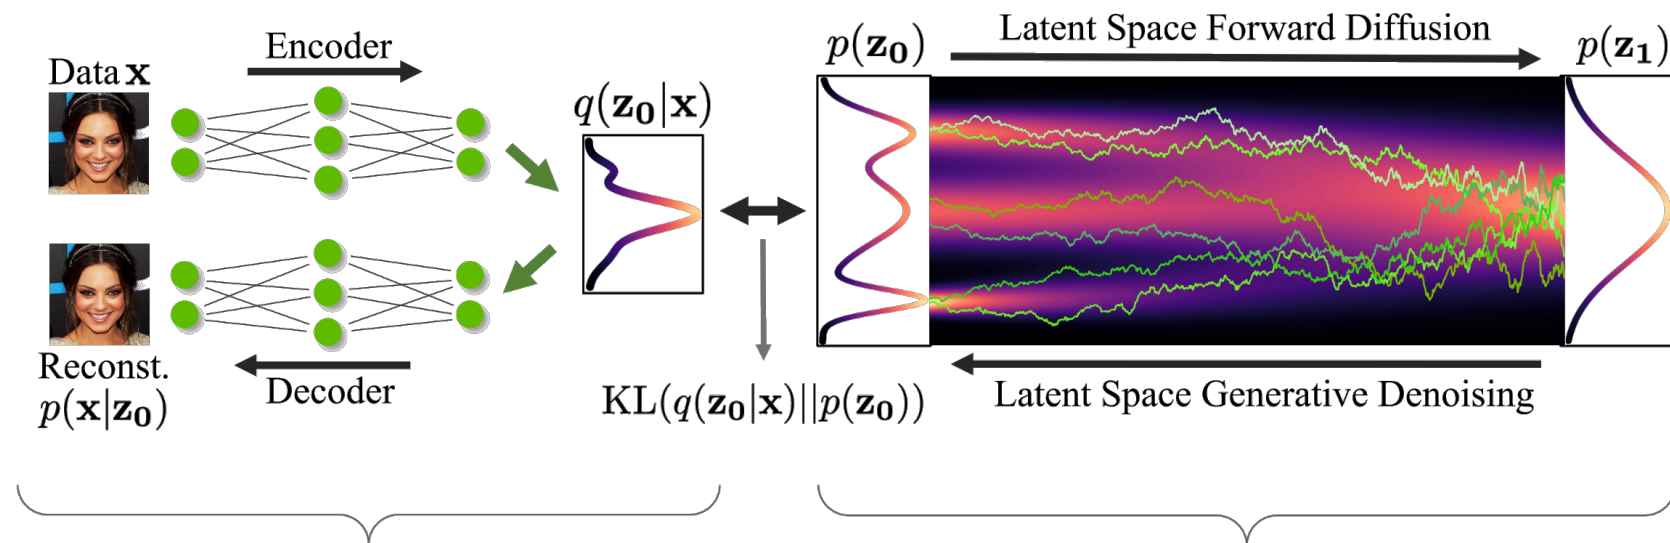 Encoder
Data x
q(z₀|x)
Reconst.
p(x|z₀)
Decoder
KL(q(z₀|x)||p(z₀))
Latent Space Forward Diffusion
p(z₀)
p(z₁)
Latent Space Generative Denoising